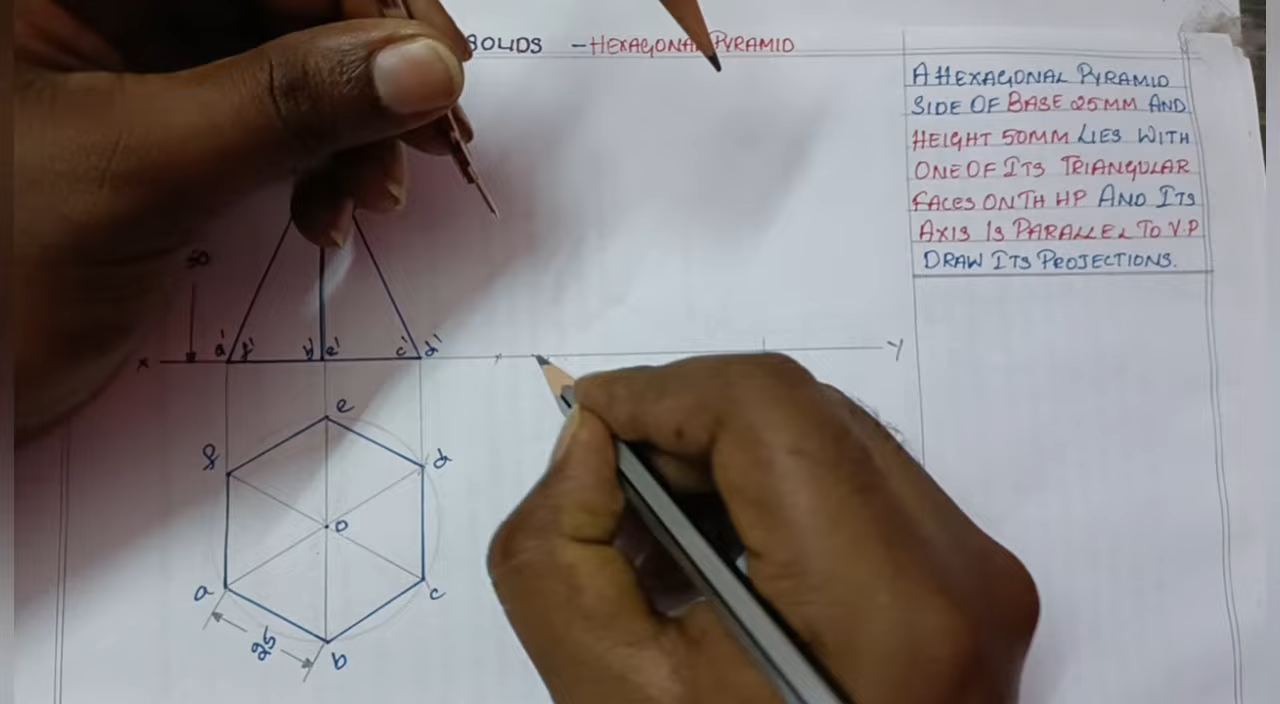 SOLIDS - HEXAGONAL PYRAMID
A HEXAGONAL PYRAMID
SIDE OF BASE 25MM AND
HEIGHT 50MM LIES WITH
ONE OF ITS TRIANGULAR
FACES ON TH HP AND ITS
AXIS IS PARALLEL TO V.P
DRAW ITS PROJECTIONS.
50
X a' f' b' e' c' d' Y
e
f d
o
a c
25 b